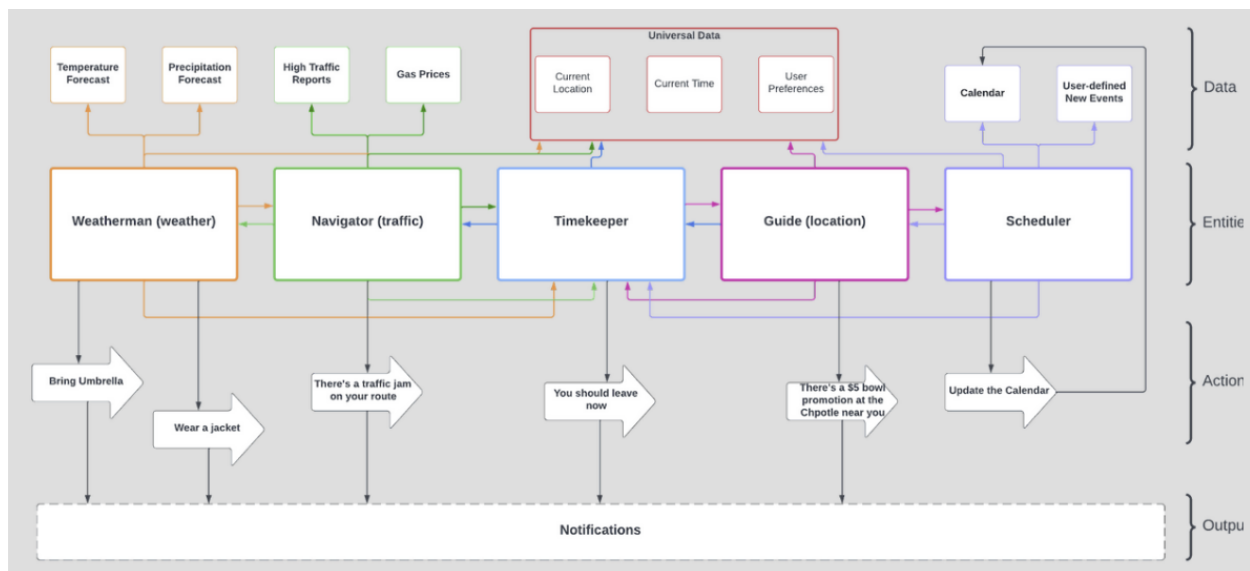 Universal Data
Temperature
Forecast
Precipitation
Forecast
High Traffic
Reports
Gas Prices
Current
Location
Current Time
User
Preferences
Calendar
User-defined
New Events
Data
Weatherman (weather)
Navigator (traffic)
Timekeeper
Guide (location)
Scheduler
Entitie
Bring Umbrella
Wear a jacket
There's a traffic jam
on your route
You should leave
now
There's a $5 bowl
promotion at the
Chpotle near you
Update the Calendar
Action
Notifications
Outpu